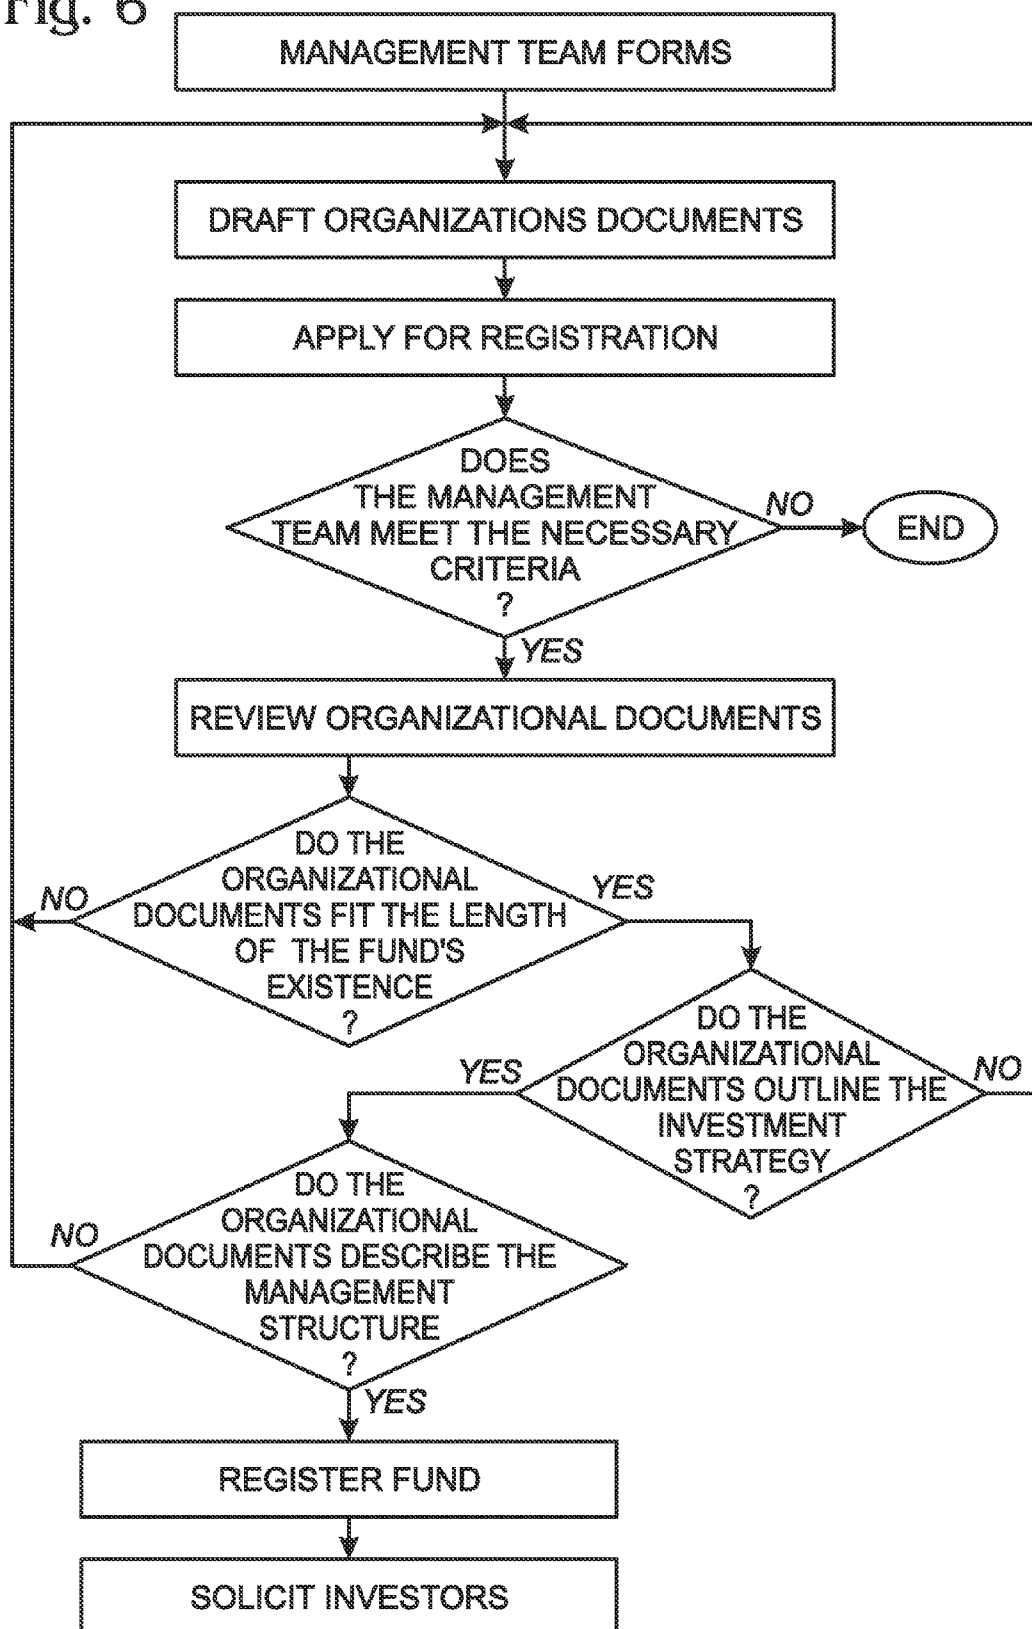 Fig. 6
MANAGEMENT TEAM FORMS
DRAFT ORGANIZATIONS DOCUMENTS
APPLY FOR REGISTRATION
DOES
THE MANAGEMENT
TEAM MEET THE NECESSARY
CRITERIA
?
NO
END
YES
REVIEW ORGANIZATIONAL DOCUMENTS
DO THE
ORGANIZATIONAL
DOCUMENTS FIT THE LENGTH
OF THE FUND'S
EXISTENCE
?
NO
YES
DO THE
ORGANIZATIONAL
DOCUMENTS OUTLINE THE
INVESTMENT
STRATEGY
?
YES
NO
DO THE
ORGANIZATIONAL
DOCUMENTS DESCRIBE THE
MANAGEMENT
STRUCTURE
?
NO
YES
REGISTER FUND
SOLICIT INVESTORS